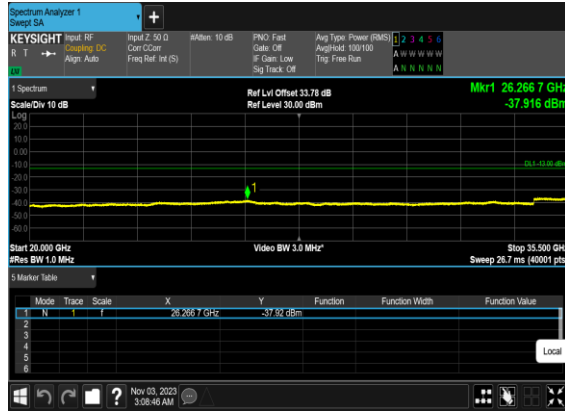 Spectrum Analyzer 1
Swept SA
+
KEYSIGHT Input: RF Input Z: 50 Ω #Atten: 10 dB PNO: Fast Avg Type: Power (RMS) 1 2 3 4 5 6
R T Coupling: DC Corr CCorr Gate: Off Avg|Hold: 100/100 A W W W W W
Align: Auto Freq Ref: Int (S) IF Gain: Low Trig: Free Run
Sig Track: Off A N N N N N
1 Spectrum
Ref Lvl Offset 33.78 dB Mkr1 26.266 7 GHz
Scale/Div 10 dB Ref Level 30.00 dBm -37.916 dBm
Log
20.0
10.0
0.00
-10.0
DL1 -13.00 dBm
-20.0
-30.0
1
-40.0
-50.0
-60.0
Start 20.000 GHz Video BW 3.0 MHz* Stop 35.500 GHz
#Res BW 1.0 MHz Sweep 26.7 ms (40001 pts)
5 Marker Table
Mode Trace Scale X Y Function Function Width Function Value
1 N 1 f 26.266 7 GHz -37.92 dBm
2
3
4
5
6
Local
? Nov 03, 2023
3:08:46 AM